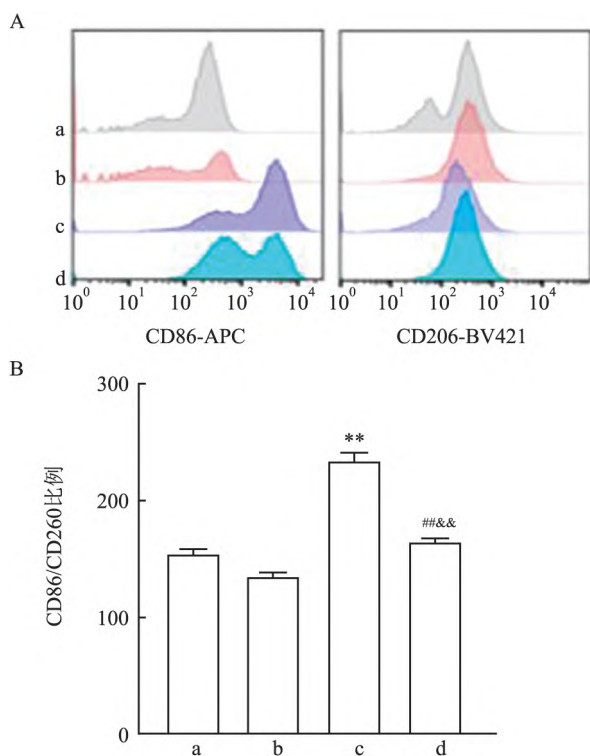 A
a
b
c
d
10⁰ 10¹ 10² 10³ 10⁴
10⁰ 10¹ 10² 10³ 10⁴
CD86-APC
CD206-BV421
B
CD86/CD260比例
300
200
100
0
**
##&&
a b c d